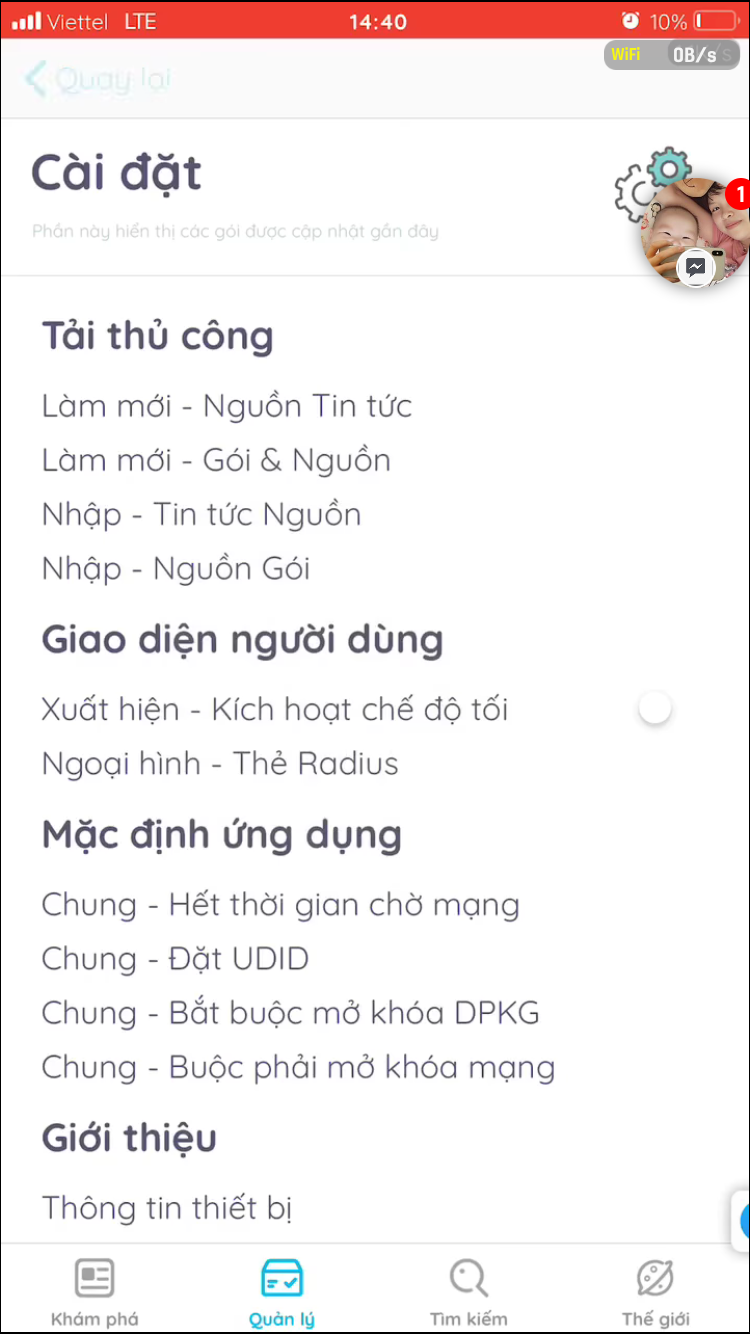 Viettel LTE 14:40 10%
WiFi 0B/s
Quay lại
Cài đặt
1
Phần này hiển thị các gói được cập nhật gần đây
Tải thủ công
Làm mới - Nguồn Tin tức
Làm mới - Gói & Nguồn
Nhập - Tin tức Nguồn
Nhập - Nguồn Gói
Giao diện người dùng
Xuất hiện - Kích hoạt chế độ tối
Ngoại hình - Thẻ Radius
Mặc định ứng dụng
Chung - Hết thời gian chờ mạng
Chung - Đặt UDID
Chung - Bắt buộc mở khóa DPKG
Chung - Buộc phải mở khóa mạng
Giới thiệu
Thông tin thiết bị
Khám phá Quản lý Tìm kiếm Thế giới